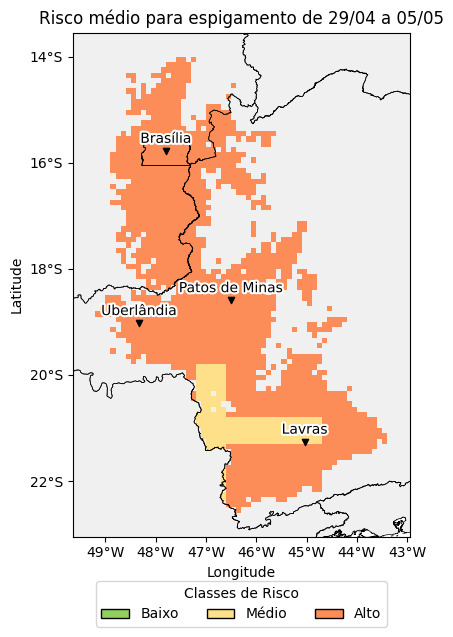 Risco médio para espigamento de 29/04 a 05/05
14°S
Brasília
16°S
18°S
Patos de Minas
Uberlândia
20°S
Lavras
22°S
Latitude
49°W 48°W 47°W 46°W 45°W 44°W 43°W
Longitude
Classes de Risco
Baixo Médio Alto